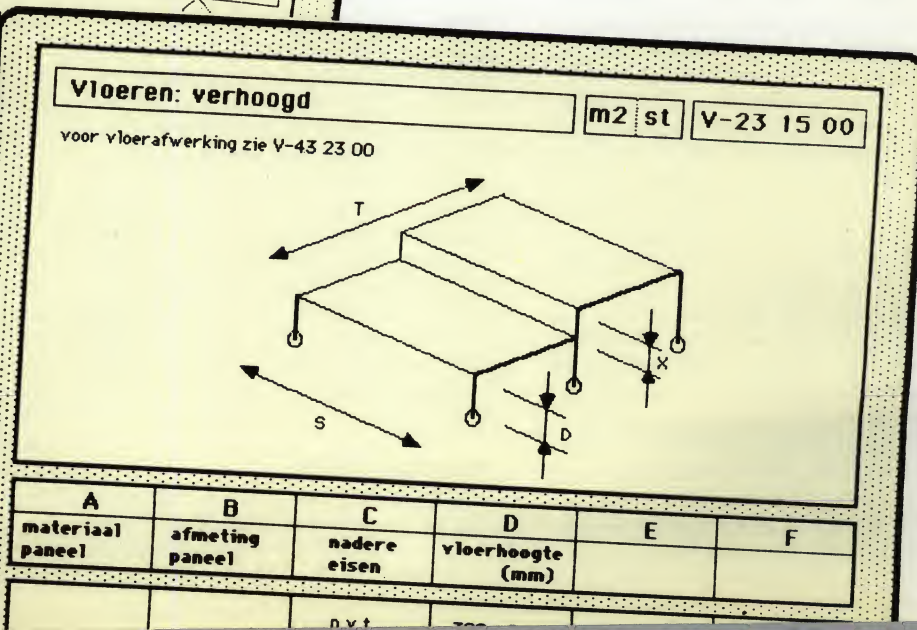 Vloeren: verhoogd
m2 st
V-23 15 00
voor vloerafwerking zie V-43 23 00
T
X
S
D
A B C D E F
materiaal paneel
afmeting paneel
nadere eisen
vloerhoogte (mm)
n.v.t.